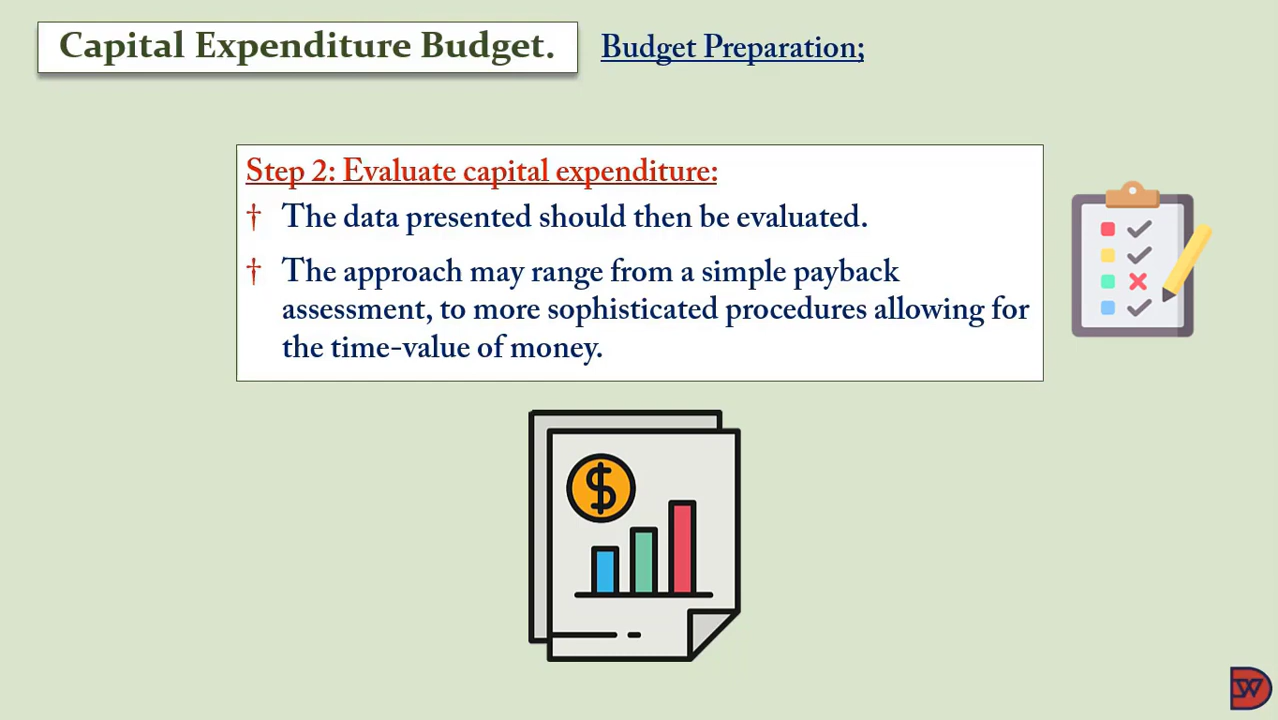 Capital Expenditure Budget.
Budget Preparation;
Step 2: Evaluate capital expenditure:
† The data presented should then be evaluated.
† The approach may range from a simple payback
assessment, to more sophisticated procedures allowing for
the time-value of money.
$
DW